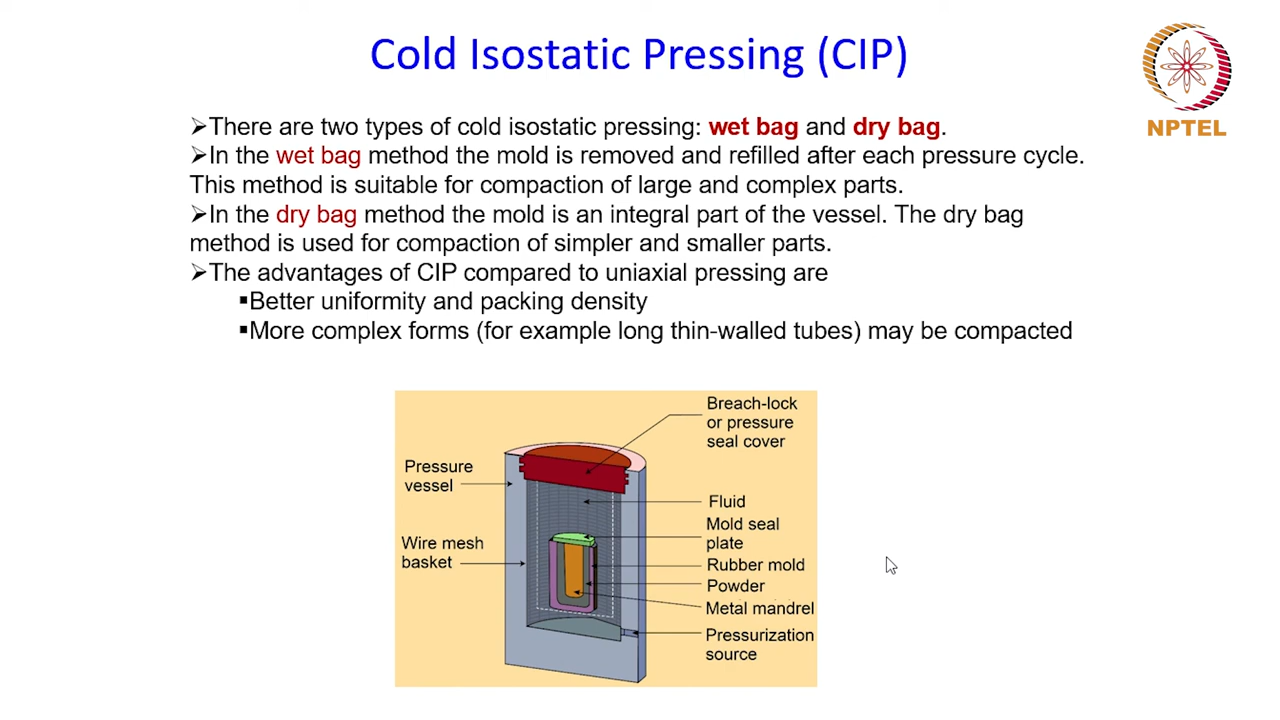 Cold Isostatic Pressing (CIP)
NPTEL
➢There are two types of cold isostatic pressing: wet bag and dry bag.
➢In the wet bag method the mold is removed and refilled after each pressure cycle.
This method is suitable for compaction of large and complex parts.
➢In the dry bag method the mold is an integral part of the vessel. The dry bag
method is used for compaction of simpler and smaller parts.
➢The advantages of CIP compared to uniaxial pressing are
▪Better uniformity and packing density
▪More complex forms (for example long thin-walled tubes) may be compacted
Breach-lock
or pressure
seal cover
Pressure
vessel
Fluid
Mold seal
plate
Wire mesh
basket
Rubber mold
Powder
Metal mandrel
Pressurization
source